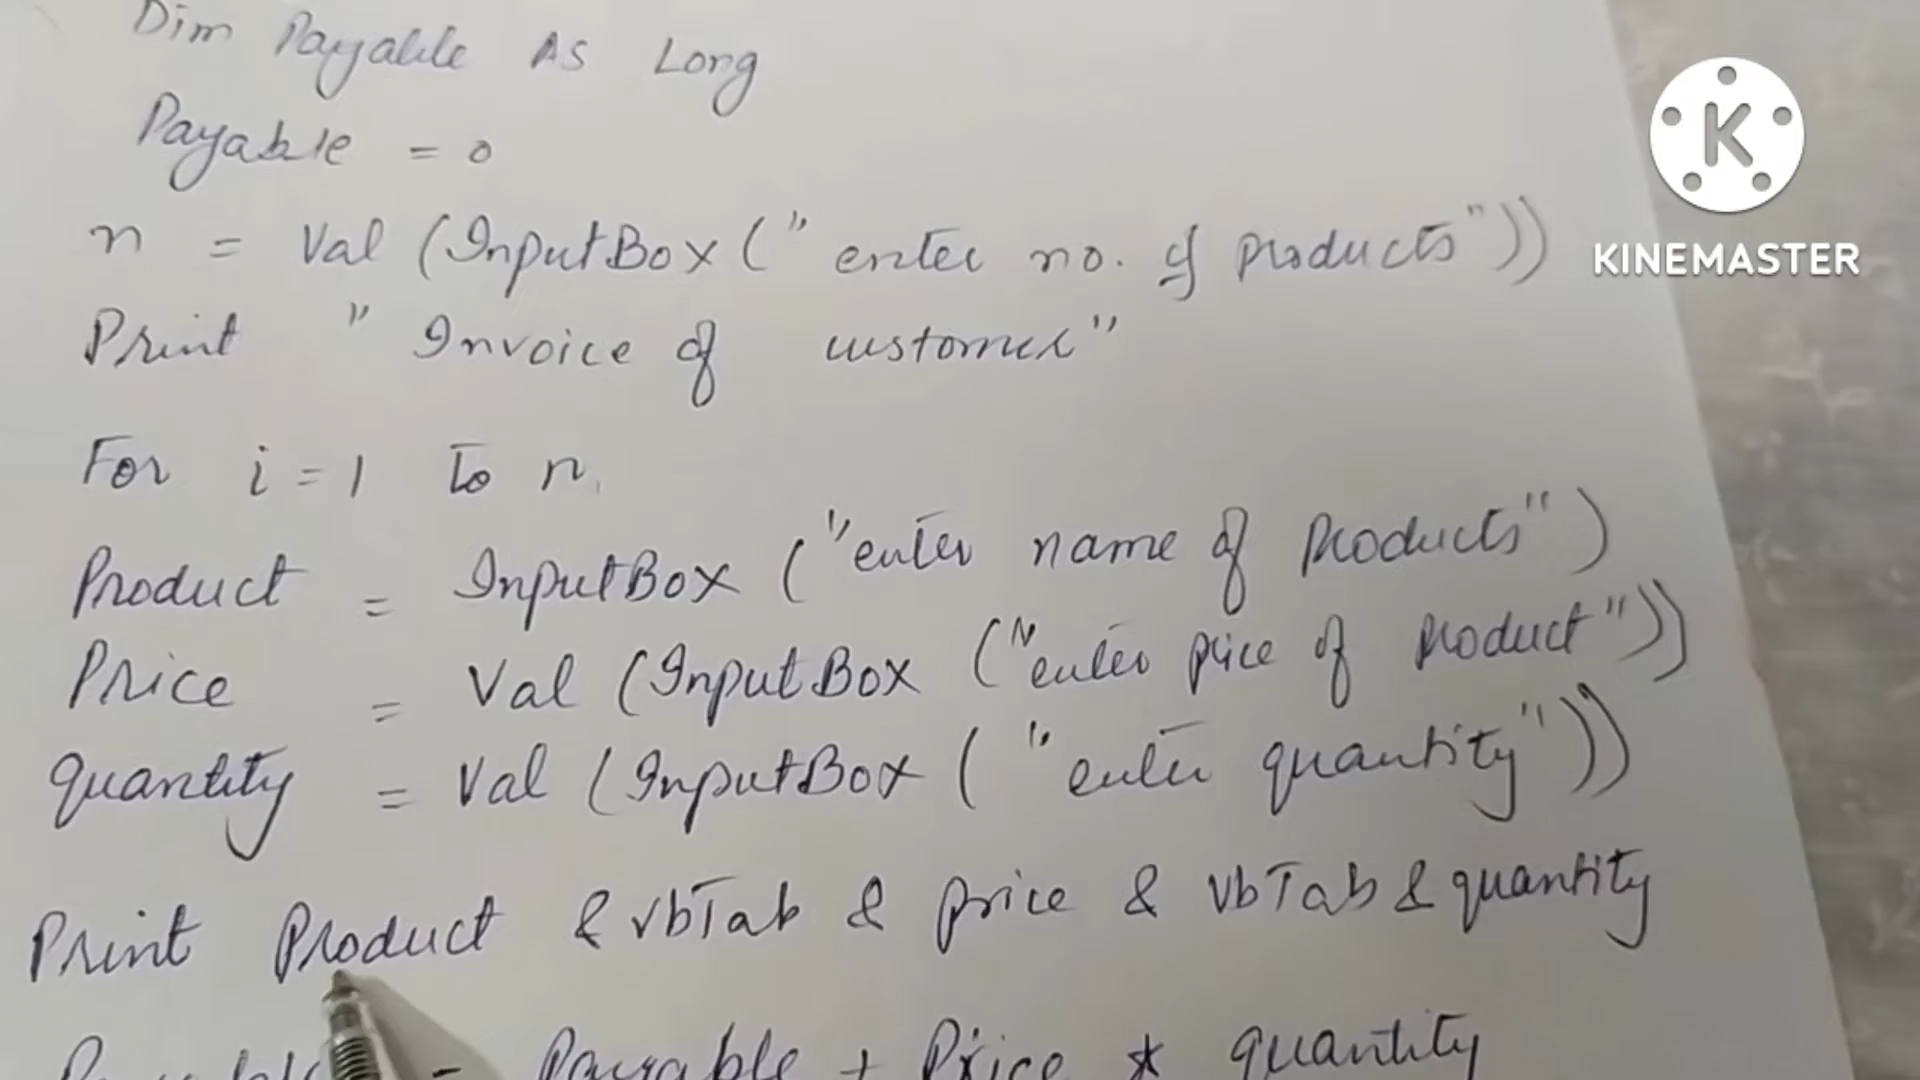 Dim Payable As Long
Payable = 0
n = Val (InputBox (" enter no. of products"))
Print " Invoice of customer"
For i = 1 to n
Product = InputBox ("enter name of Products")
Price = Val (InputBox ("enter price of product"))
quantity = Val (InputBox ( "enter quantity"))
Print Product & vbTab & price & vbTab & quantity
Payable = Payable + Price * quantity
K
KINEMASTER